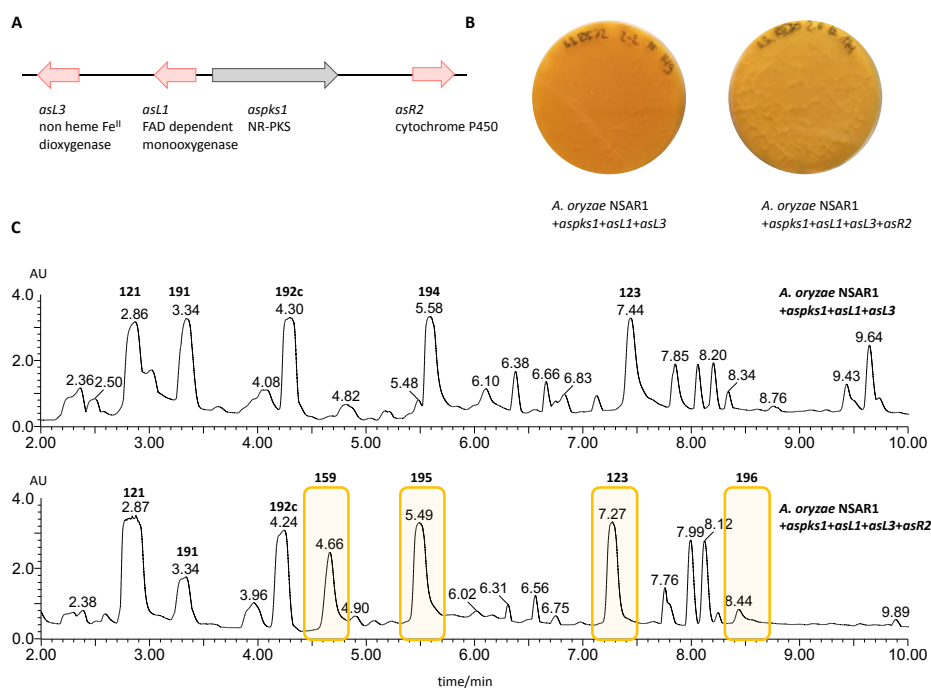 A
B
asL3
non heme FeII
dioxygenase
asL1
FAD dependent
monooxygenase
aspks1
NR-PKS
asR2
cytochrome P450
A. oryzae NSAR1
+aspks1+asL1+asL3
A. oryzae NSAR1
+aspks1+asL1+asL3+asR2
C
AU
4.0
2.0
0.0
121
2.86
191
3.34
192c
4.30
194
5.58
123
7.44
A. oryzae NSAR1
+aspks1+asL1+asL3
2.36
2.50
4.08
4.82
5.48
6.10
6.38
6.66
6.83
7.85
8.20
8.34
8.76
9.43
9.64
2.00 3.00 4.00 5.00 6.00 7.00 8.00 9.00 10.00
AU
4.0
2.0
0.0
121
2.87
191
3.34
192c
4.24
159
4.66
195
5.49
123
7.27
196
8.44
A. oryzae NSAR1
+aspks1+asL1+asL3+asR2
2.38
3.96
4.90
6.02
6.31
6.56
6.75
7.76
7.99
8.12
9.89
2.00 3.00 4.00 5.00 6.00 7.00 8.00 9.00 10.00
time/min